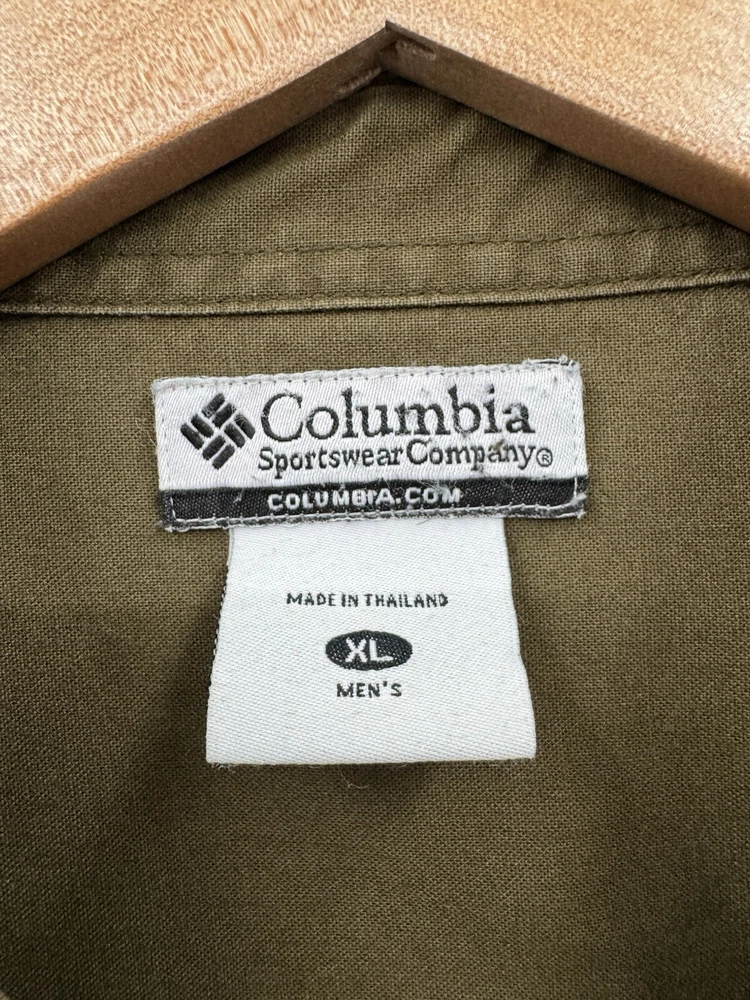 Columbia
Sportswear Company®
COLUMBIA.COM
MADE IN THAILAND
XL
MEN'S